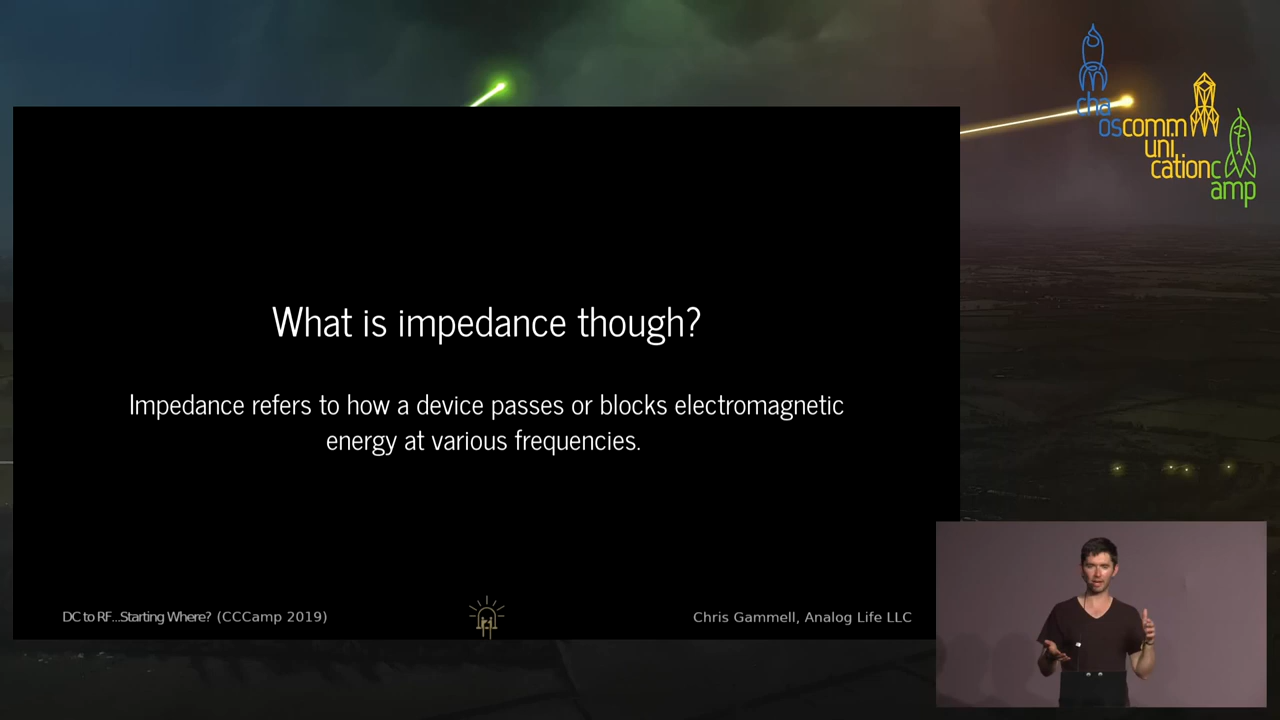 cha
oscomm
uni
cationc
amp
What is impedance though?
Impedance refers to how a device passes or blocks electromagnetic
energy at various frequencies.
DC to RF...Starting Where? (CCCamp 2019)
Chris Gammell, Analog Life LLC